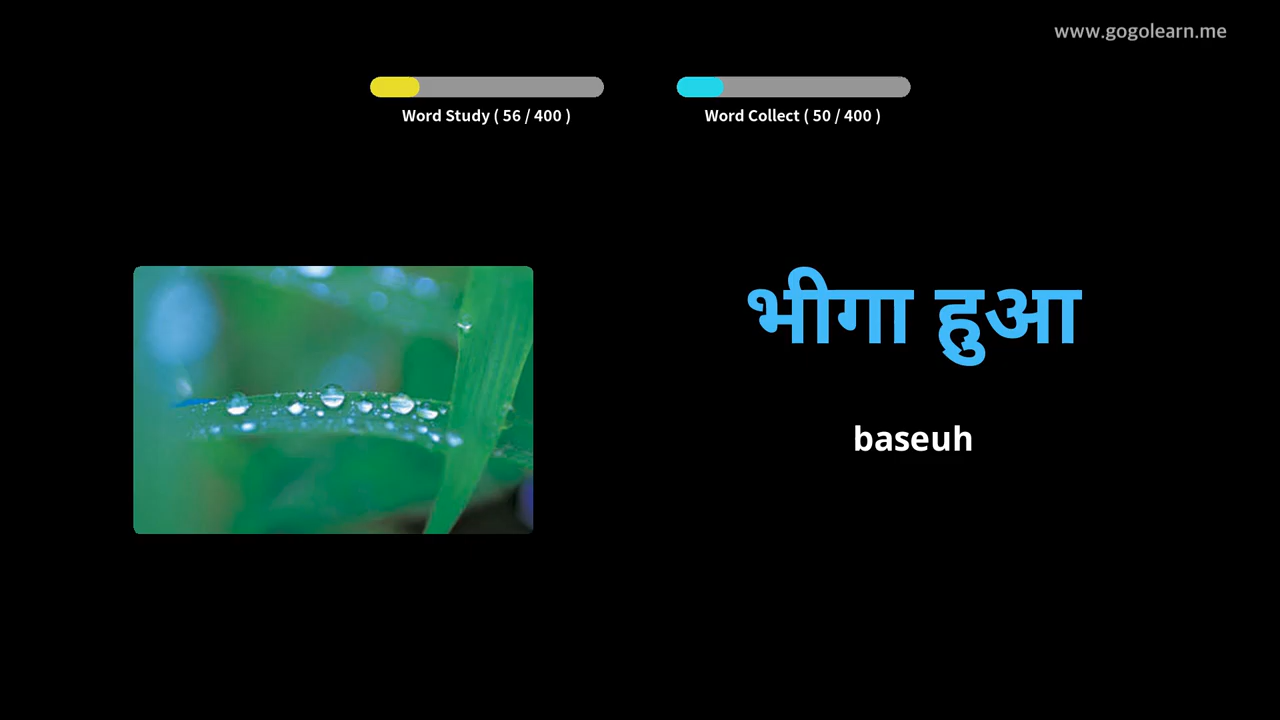 www.gogolearn.me
Word Study ( 56 / 400 )
Word Collect ( 50 / 400 )
भीगा हुआ
baseuh